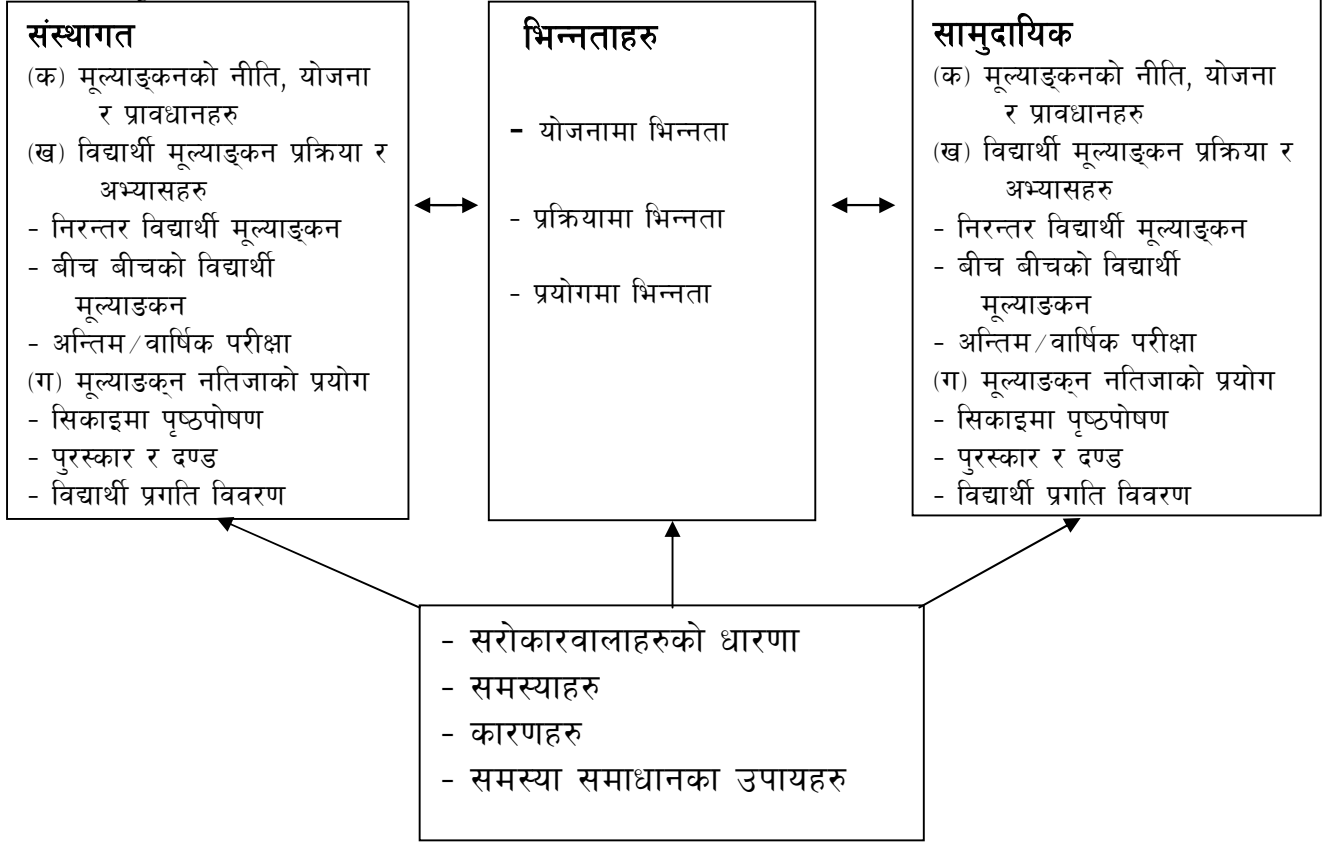 संस्थागत
(क) मूल्याङ्कनको नीति, योजना
र प्रावधानहरु
(ख) विद्यार्थी मूल्याङ्कन प्रक्रिया र
अभ्यासहरु
- निरन्तर विद्यार्थी मूल्याङ्कन
- बीच बीचको विद्यार्थी
मूल्याङकन
- अन्तिम/वार्षिक परीक्षा
(ग) मूल्याङक्न नतिजाको प्रयोग
- सिकाइमा पृष्ठपोषण
- पुरस्कार र दण्ड
- विद्यार्थी प्रगति विवरण
भिन्नताहरु
- योजनामा भिन्नता
- प्रक्रियामा भिन्नता
- प्रयोगमा भिन्नता
सामुदायिक
(क) मूल्याङ्कनको नीति, योजना
र प्रावधानहरु
(ख) विद्यार्थी मूल्याङ्कन प्रक्रिया र
अभ्यासहरु
- निरन्तर विद्यार्थी मूल्याङ्कन
- बीच बीचको विद्यार्थी
मूल्याङकन
- अन्तिम/वार्षिक परीक्षा
(ग) मूल्याङक्न नतिजाको प्रयोग
- सिकाइमा पृष्ठपोषण
- पुरस्कार र दण्ड
- विद्यार्थी प्रगति विवरण
- सरोकारवालाहरुको धारणा
- समस्याहरु
- कारणहरु
- समस्या समाधानका उपायहरु